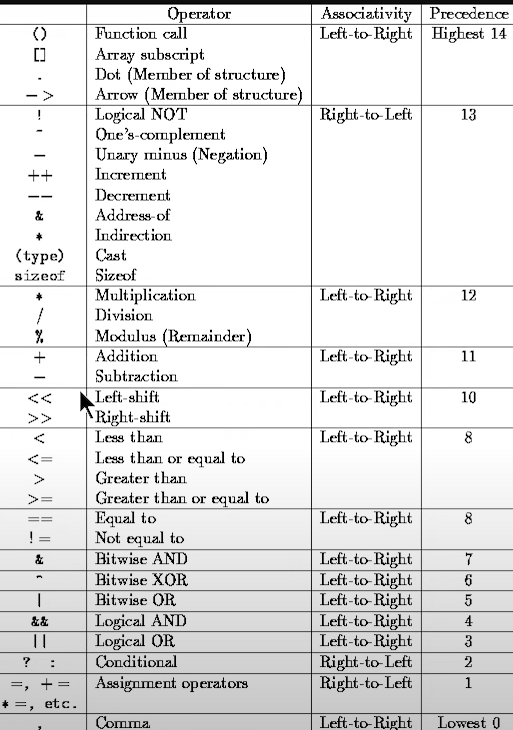 Operator Associativity Precedence
() Function call Left-to-Right Highest 14
[] Array subscript
. Dot (Member of structure)
-> Arrow (Member of structure)
! Logical NOT Right-to-Left 13
~ One's-complement
- Unary minus (Negation)
++ Increment
-- Decrement
& Address-of
* Indirection
(type) Cast
sizeof Sizeof
* Multiplication Left-to-Right 12
/ Division
% Modulus (Remainder)
+ Addition Left-to-Right 11
- Subtraction
<< Left-shift Left-to-Right 10
>> Right-shift
< Less than Left-to-Right 8
<= Less than or equal to
> Greater than
>= Greater than or equal to
== Equal to Left-to-Right 8
!= Not equal to
& Bitwise AND Left-to-Right 7
^ Bitwise XOR Left-to-Right 6
| Bitwise OR Left-to-Right 5
&& Logical AND Left-to-Right 4
|| Logical OR Left-to-Right 3
? : Conditional Right-to-Left 2
=, += Assignment operators Right-to-Left 1
*=, etc.
, Comma Left-to-Right Lowest 0